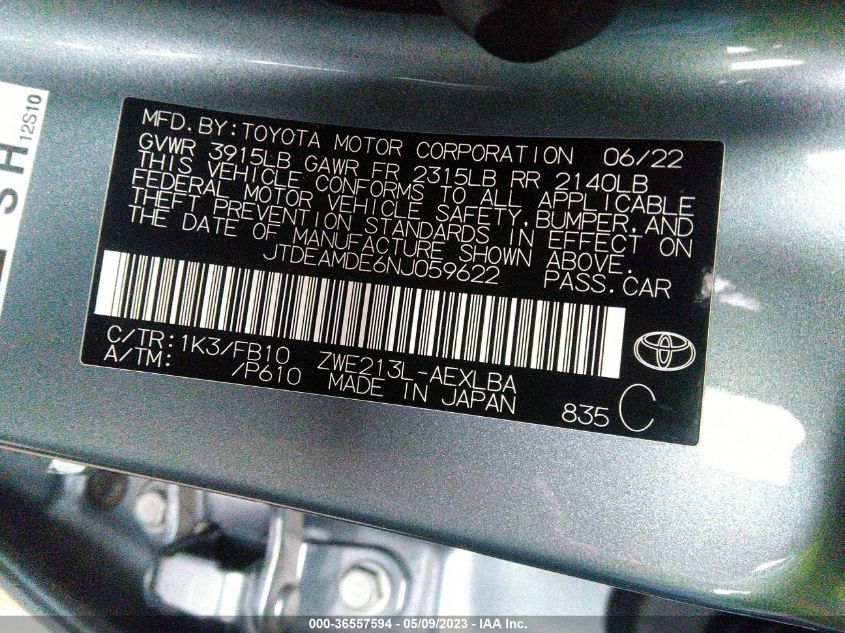 SH
12S10
MFD.BY:TOYOTA MOTOR CORPORATION 06/22
GVWR 3915LB GAWR FR 2315LB RR 2140LB
THIS VEHICLE CONFORMS TO ALL APPLICABLE
FEDERAL MOTOR VEHICLE SAFETY,BUMPER,AND
THEFT PREVENTION STANDARDS IN EFFECT ON
THE DATE OF MANUFACTURE SHOWN ABOVE.
JTDEAMDE6NJ059622 PASS.CAR
C/TR:1K3/FB10 ZWE213L-AEXLBA
A/TM: /P610 MADE IN JAPAN
835 C
000-36557594 - 05/09/2023 - IAA Inc.